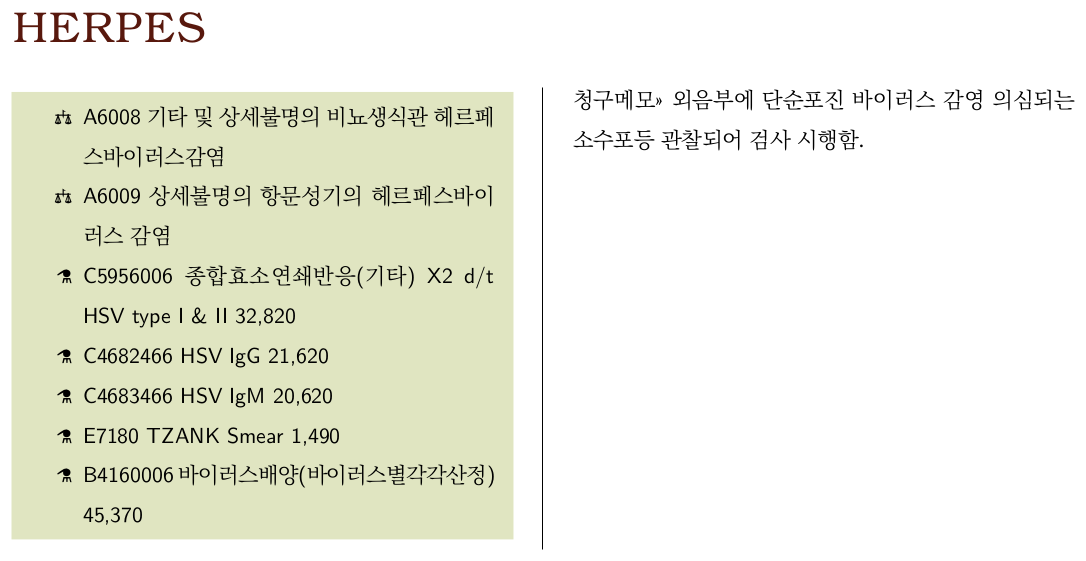 HERPES
A6008 기타 및 상세불명의 비뇨생식관 헤르페
스바이러스감염
A6009 상세불명의 항문성기의 헤르페스바이
러스 감염
C5956006 종합효소연쇄반응(기타) X2 d/t
HSV type I & II 32,820
C4682466 HSV IgG 21,620
C4683466 HSV IgM 20,620
E7180 TZANK Smear 1,490
B4160006 바이러스배양(바이러스별각각산정)
45,370
청구메모» 외음부에 단순포진 바이러스 감영 의심되는
소수포등 관찰되어 검사 시행함.